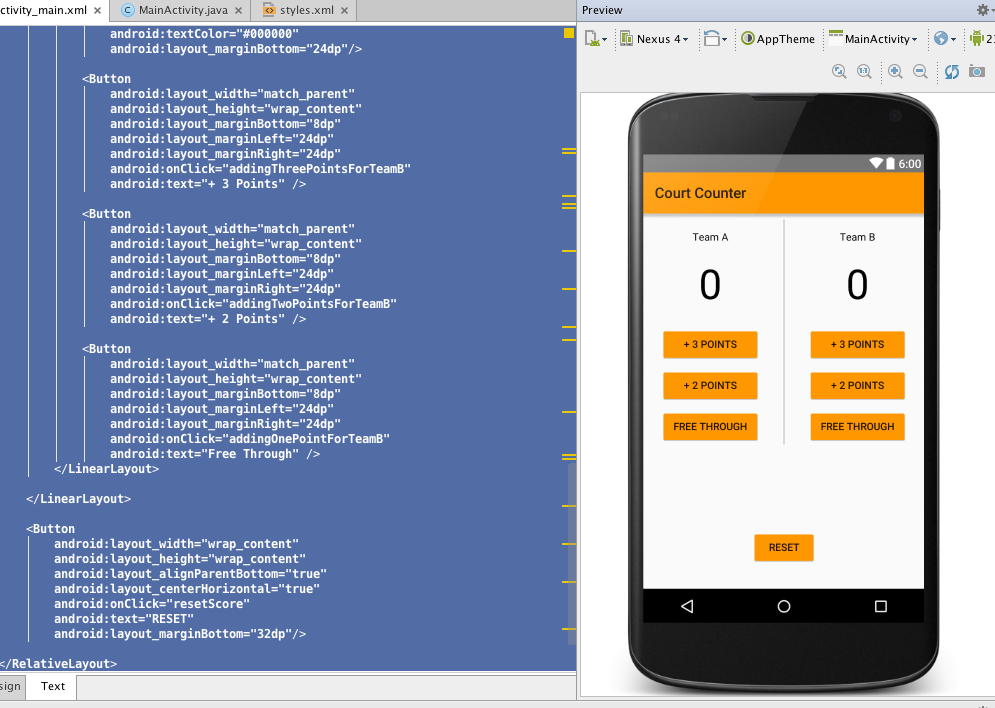 ctivity_main.xml
MainActivity.java
styles.xml
android:textColor="#000000"
android:layout_marginBottom="24dp"/>
<Button
android:layout_width="match_parent"
android:layout_height="wrap_content"
android:layout_marginBottom="8dp"
android:layout_marginLeft="24dp"
android:layout_marginRight="24dp"
android:onClick="addingThreePointsForTeamB"
android:text="+ 3 Points" />
<Button
android:layout_width="match_parent"
android:layout_height="wrap_content"
android:layout_marginBottom="8dp"
android:layout_marginLeft="24dp"
android:layout_marginRight="24dp"
android:onClick="addingTwoPointsForTeamB"
android:text="+ 2 Points" />
<Button
android:layout_width="match_parent"
android:layout_height="wrap_content"
android:layout_marginBottom="8dp"
android:layout_marginLeft="24dp"
android:layout_marginRight="24dp"
android:onClick="addingOnePointForTeamB"
android:text="Free Through" />
</LinearLayout>
</LinearLayout>
<Button
android:layout_width="wrap_content"
android:layout_height="wrap_content"
android:layout_alignParentBottom="true"
android:layout_centerHorizontal="true"
android:onClick="resetScore"
android:text="RESET"
android:layout_marginBottom="32dp"/>
</RelativeLayout>
sign
Text
Preview
Nexus 4
AppTheme
MainActivity
2
1:1
6:00
Court Counter
Team A
Team B
0
0
+ 3 POINTS
+ 3 POINTS
+ 2 POINTS
+ 2 POINTS
FREE THROUGH
FREE THROUGH
RESET